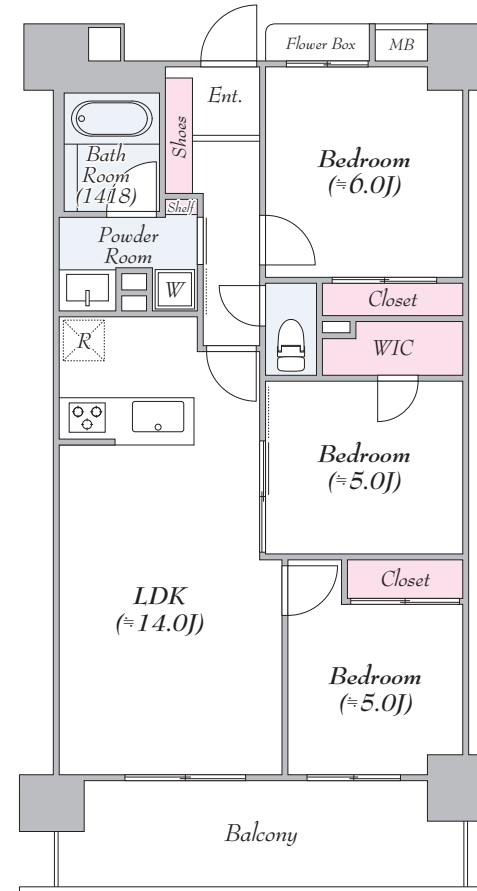 Flower Box
MB
Ent.
Shoes
Bath
Room
(1418)
Bedroom
(≒6.0J)
Shelf
Powder
Room
W
Closet
R
WIC
Bedroom
(≒5.0J)
Closet
LDK
(≒14.0J)
Bedroom
(≒5.0J)
Balcony